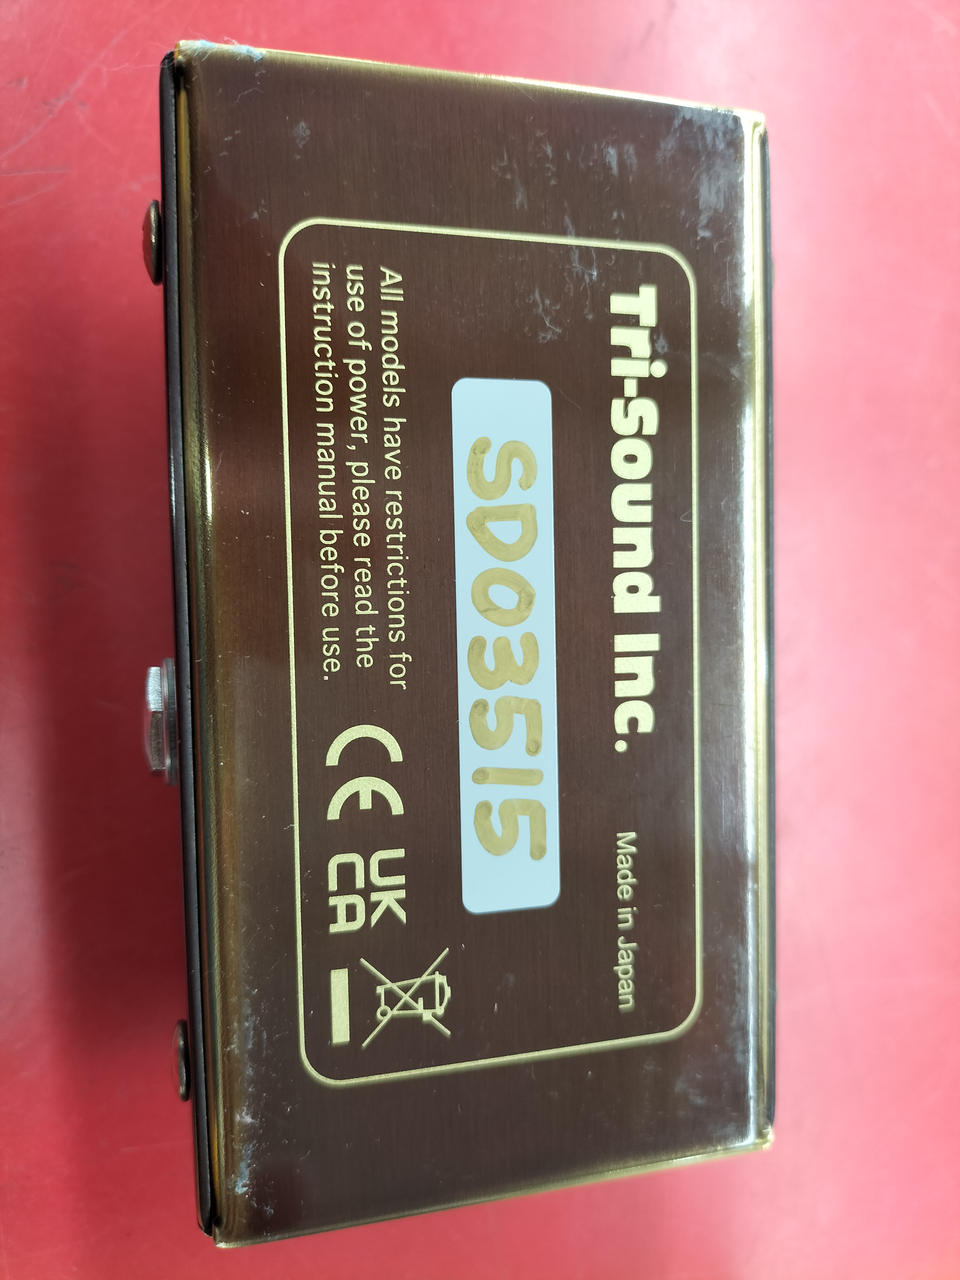 Tri-Sound Inc.
Made in Japan
SD03515
All models have restrictions for
use of power, please read the
instruction manual before use.
CE
UK
CA